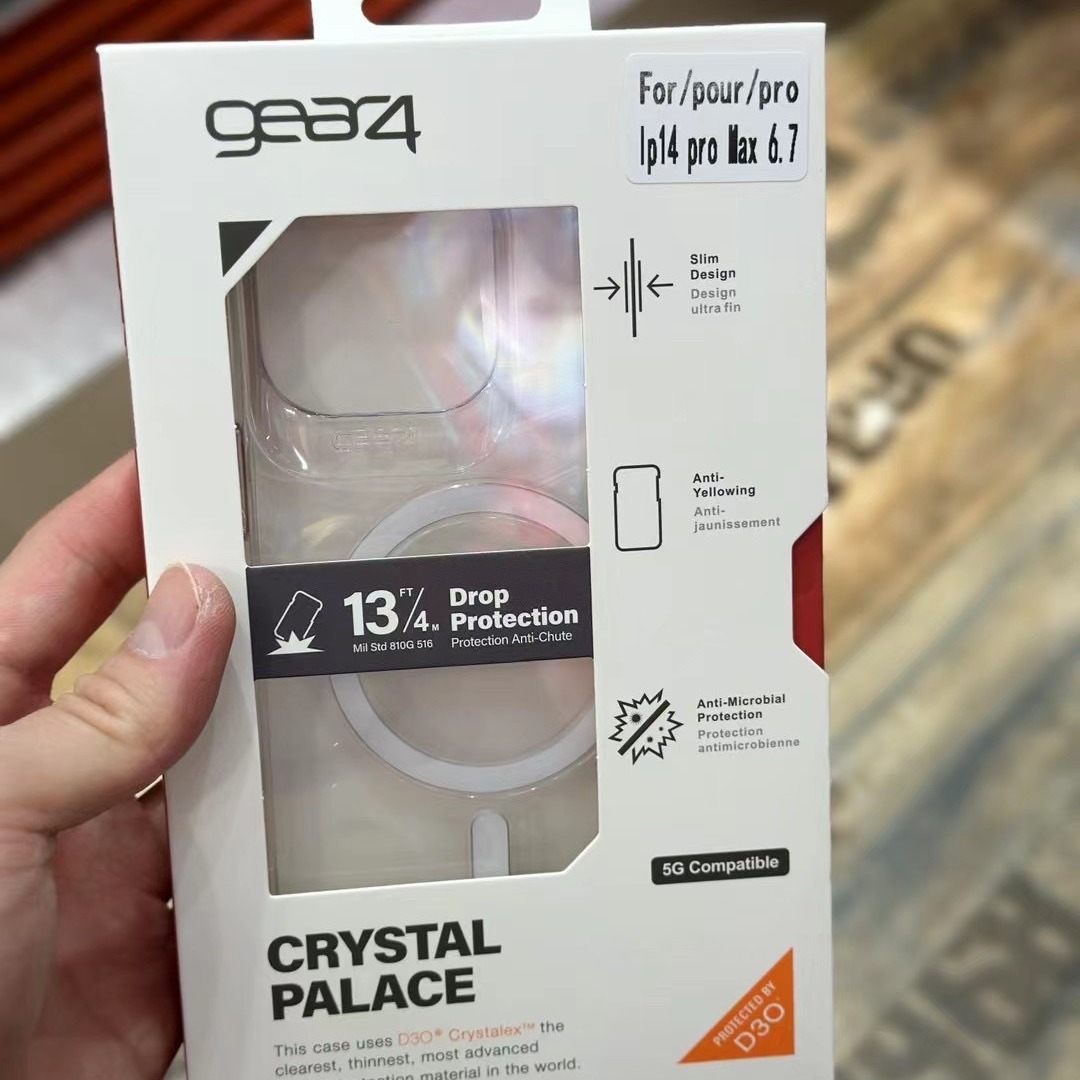 gear4
For/pour/pro
Ip14 pro Max 6.7
Slim
Design
Design
ultra fin
gear4
Anti-
Yellowing
Anti-
jaunissement
13 FT/4 M
Mil Std 810G 516
Drop
Protection
Protection Anti-Chute
Anti-Microbial
Protection
Protection
antimicrobienne
5G Compatible
CRYSTAL
PALACE
PROTECTED BY
D3O
This case uses D3O® Crystalex™ the
clearest, thinnest, most advanced
material in the world.